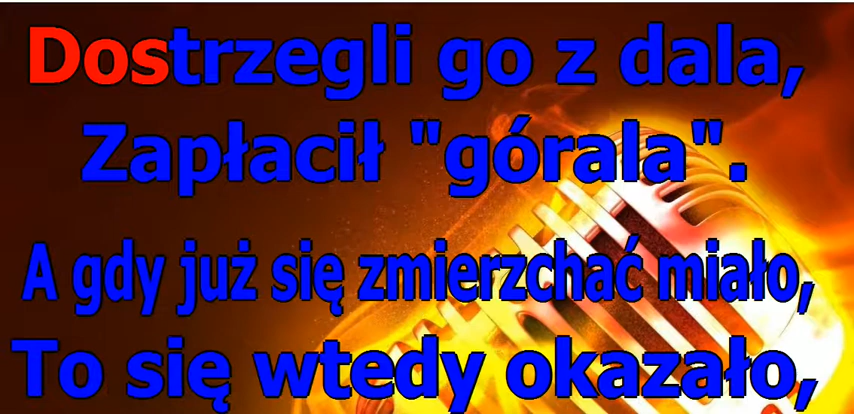 Dostrzegli go z dala,
Zapłacił "górala".
A gdy już się zmierzchać miało,
To się wtedy okazało,